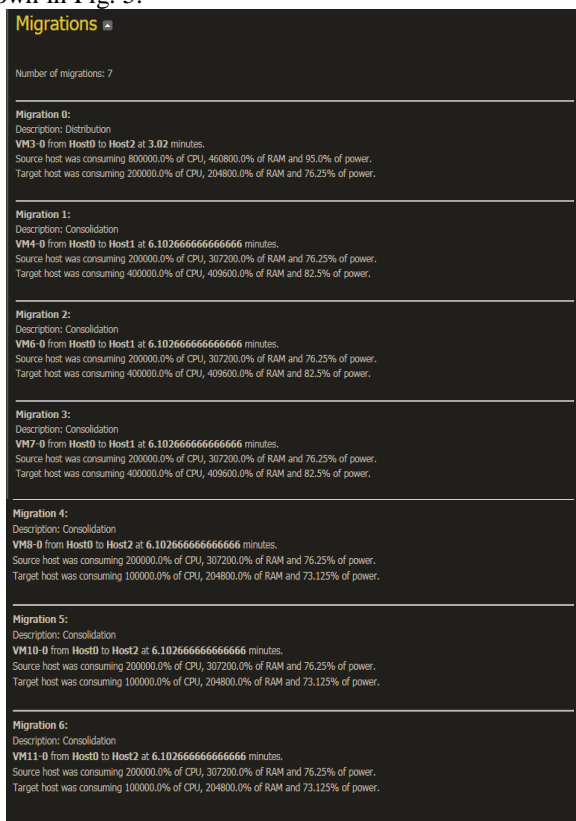 own in Fig. 5.
Migrations
Number of migrations: 7
Migration 0:
Description: Distribution
VM3-0 from Host0 to Host2 at 3.02 minutes.
Source host was consuming 800000.0% of CPU, 460800.0% of RAM and 95.0% of power.
Target host was consuming 200000.0% of CPU, 204800.0% of RAM and 76.25% of power.
Migration 1:
Description: Consolidation
VM4-0 from Host0 to Host1 at 6.102666666666666 minutes.
Source host was consuming 200000.0% of CPU, 307200.0% of RAM and 76.25% of power.
Target host was consuming 400000.0% of CPU, 409600.0% of RAM and 82.5% of power.
Migration 2:
Description: Consolidation
VM6-0 from Host0 to Host1 at 6.102666666666666 minutes.
Source host was consuming 200000.0% of CPU, 307200.0% of RAM and 76.25% of power.
Target host was consuming 400000.0% of CPU, 409600.0% of RAM and 82.5% of power.
Migration 3:
Description: Consolidation
VM7-0 from Host0 to Host1 at 6.102666666666666 minutes.
Source host was consuming 200000.0% of CPU, 307200.0% of RAM and 76.25% of power.
Target host was consuming 400000.0% of CPU, 409600.0% of RAM and 82.5% of power.
Migration 4:
Description: Consolidation
VM8-0 from Host0 to Host2 at 6.102666666666666 minutes.
Source host was consuming 200000.0% of CPU, 307200.0% of RAM and 76.25% of power.
Target host was consuming 100000.0% of CPU, 204800.0% of RAM and 73.125% of power.
Migration 5:
Description: Consolidation
VM10-0 from Host0 to Host2 at 6.102666666666666 minutes.
Source host was consuming 200000.0% of CPU, 307200.0% of RAM and 76.25% of power.
Target host was consuming 100000.0% of CPU, 204800.0% of RAM and 73.125% of power.
Migration 6:
Description: Consolidation
VM11-0 from Host0 to Host2 at 6.102666666666666 minutes.
Source host was consuming 200000.0% of CPU, 307200.0% of RAM and 76.25% of power.
Target host was consuming 100000.0% of CPU, 204800.0% of RAM and 73.125% of power.